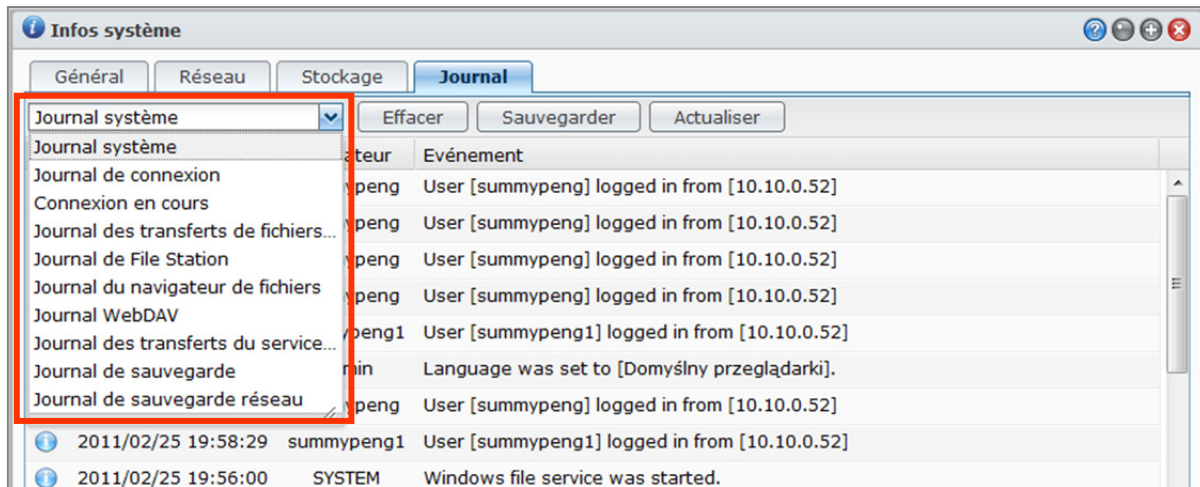 Infos système
Général Réseau Stockage Journal
Journal système Effacer Sauvegarder Actualiser
Journal système
Journal de connexion
Connexion en cours
Journal des transferts de fichiers...
Journal de File Station
Journal du navigateur de fichiers
Journal WebDAV
Journal des transferts du service...
Journal de sauvegarde
Journal de sauvegarde réseau
ateur Evénement
ypeng User [summypeng] logged in from [10.10.0.52]
ypeng User [summypeng] logged in from [10.10.0.52]
ypeng User [summypeng] logged in from [10.10.0.52]
ypeng User [summypeng] logged in from [10.10.0.52]
ypeng1 User [summypeng1] logged in from [10.10.0.52]
min Language was set to [Domyślny przeglądarki].
ypeng User [summypeng] logged in from [10.10.0.52]
2011/02/25 19:58:29 summypeng1 User [summypeng1] logged in from [10.10.0.52]
2011/02/25 19:56:00 SYSTEM Windows file service was started.